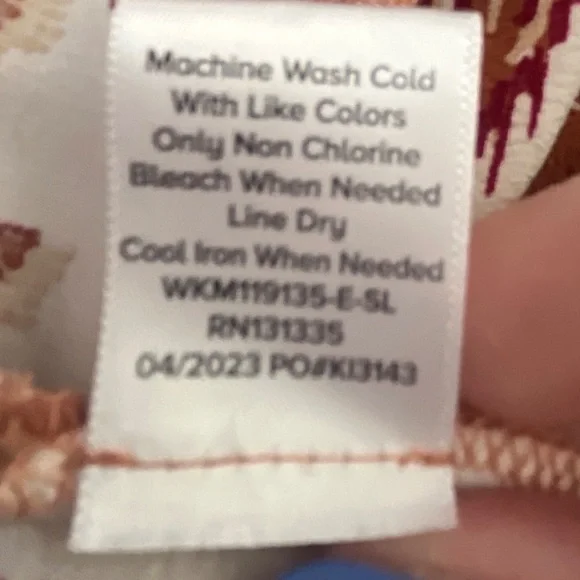 Machine Wash Cold
With Like Colors
Only Non Chlorine
Bleach When Needed
Line Dry
Cool Iron When Needed
WKM119135-E-SL
RN131335
04/2023 PO#KI3143